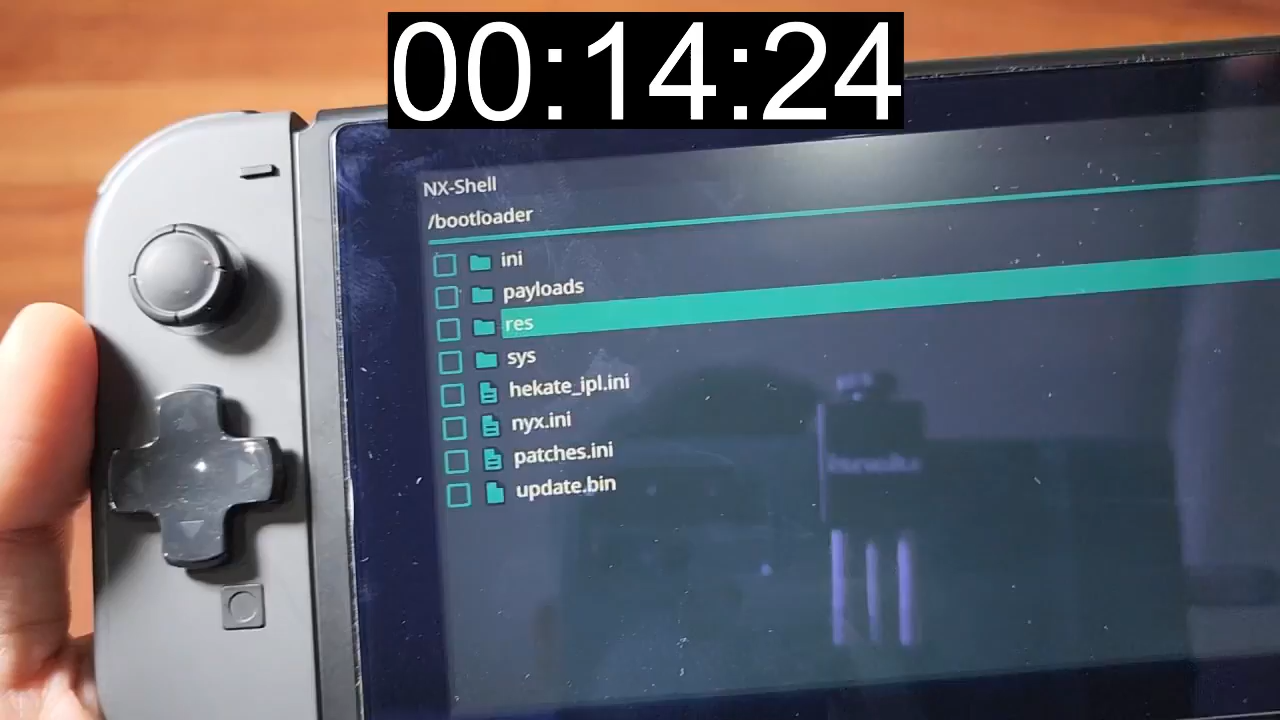 00:14:24
NX-Shell
/bootloader
ini
payloads
res
sys
hekate_ipl.ini
nyx.ini
patches.ini
update.bin